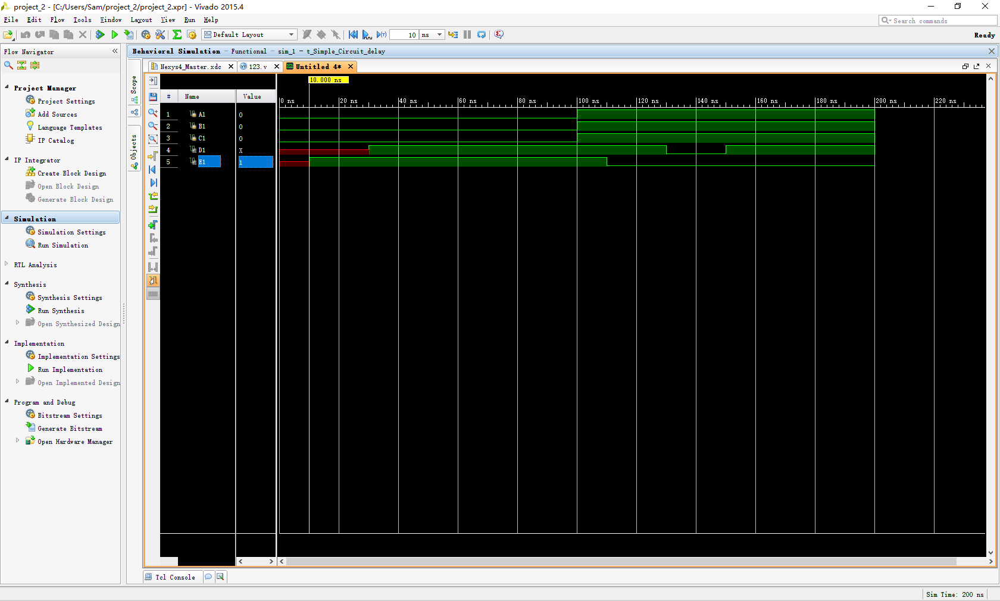 project_2 - [C:/Users/Sam/project_2/project_2.xpr] - Vivado 2015.4
File Edit Flow Tools Window Layout View Run Help
Search commands
Default Layout
10 ns
Ready
Flow Navigator
Behavioral Simulation - Functional - sim_1 - t_Simple_Circuit_delay
Project Manager
Project Settings
Add Sources
Language Templates
IP Catalog
IP Integrator
Create Block Design
Open Block Design
Generate Block Design
Simulation
Simulation Settings
Run Simulation
RTL Analysis
Synthesis
Synthesis Settings
Run Synthesis
Open Synthesized Design
Implementation
Implementation Settings
Run Implementation
Open Implemented Design
Program and Debug
Bitstream Settings
Generate Bitstream
Open Hardware Manager
Scope
Objects
Nexys4_Master.xdc 123.v Untitled 4*
10.000 ns
# Name Value
0 ns 20 ns 40 ns 60 ns 80 ns 100 ns 120 ns 140 ns 160 ns 180 ns 200 ns 220 ns
1 A1 0
2 B1 0
3 C1 0
4 D1 X
5 E1 1
Tcl Console
Sim Time: 200 ns